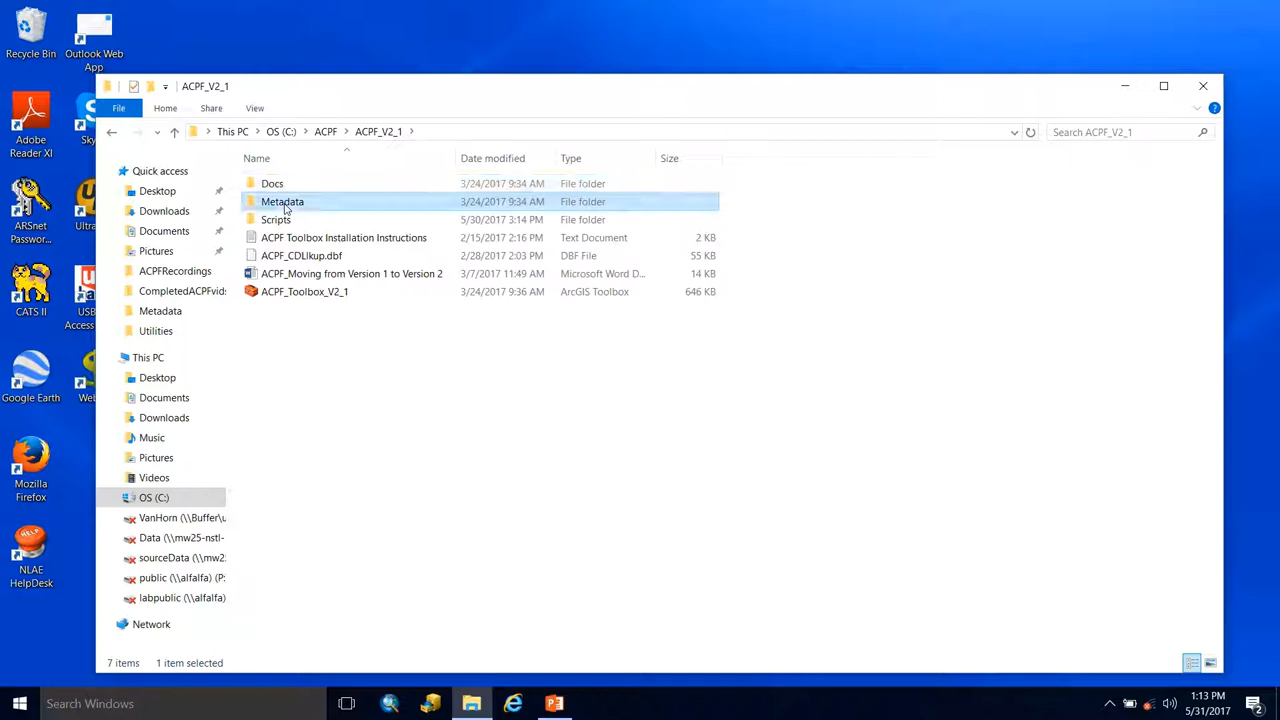 Recycle Bin
Outlook Web
App
Adobe
Reader XI
Sky
ARSnet
Passwor...
Ultra
CATS II
USB
Access
Google Earth
Web
Mozilla
Firefox
NLAE
HelpDesk
ACPF_V2_1
File
Home
Share
View
This PC
OS (C:)
ACPF
ACPF_V2_1
Search ACPF_V2_1
Name
Date modified
Type
Size
Quick access
Desktop
Downloads
Documents
Pictures
ACPFRecordings
CompletedACPFvids
Metadata
Utilities
This PC
Desktop
Documents
Downloads
Music
Pictures
Videos
OS (C:)
VanHorn (\\Buffer\u
Data (\\mw25-nstl-
sourceData (\\mw2
public (\\alfalfa) (P:
labpublic (\\alfalfa)
Network
Docs 3/24/2017 9:34 AM File folder
Metadata 3/24/2017 9:34 AM File folder
Scripts 5/30/2017 3:14 PM File folder
ACPF Toolbox Installation Instructions 2/15/2017 2:16 PM Text Document 2 KB
ACPF_CDLlkup.dbf 2/28/2017 2:03 PM DBF File 55 KB
ACPF_Moving from Version 1 to Version 2 3/7/2017 11:49 AM Microsoft Word D... 14 KB
ACPF_Toolbox_V2_1 3/24/2017 9:36 AM ArcGIS Toolbox 646 KB
7 items
1 item selected
Search Windows
1:13 PM
5/31/2017
2